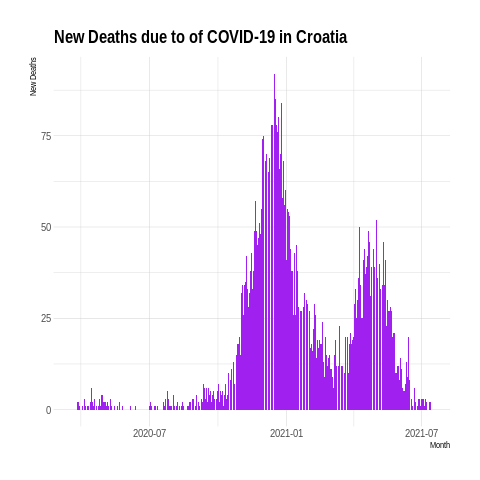 New Deaths due to of COVID-19 in Croatia
New Deaths
75
50
25
0
2020-07
2021-01
2021-07
Month